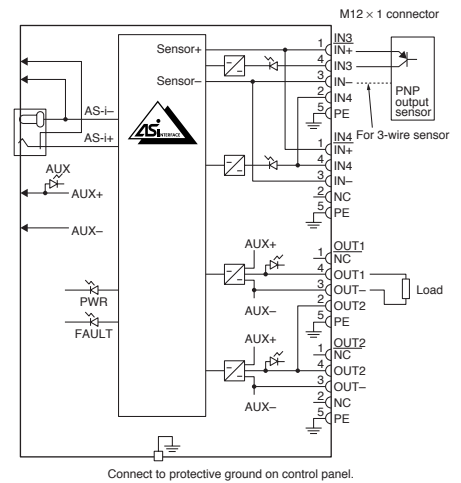 M12 × 1 connector
IN3
Sensor+
1 IN+
4 IN3
Sensor–
3 IN–
2 IN4
5 PE
PNP
output
sensor
For 3-wire sensor
AS-i–
AS-i+
ASi
INTERFACE
IN4
1 IN+
4 IN4
3 IN–
2 NC
5 PE
AUX
AUX+
AUX–
AUX+
OUT1
1 NC
4 OUT1
3 OUT–
2 OUT2
5 PE
Load
AUX–
PWR
FAULT
AUX+
OUT2
1 NC
4 OUT2
3 OUT–
2 NC
5 PE
AUX–
Connect to protective ground on control panel.